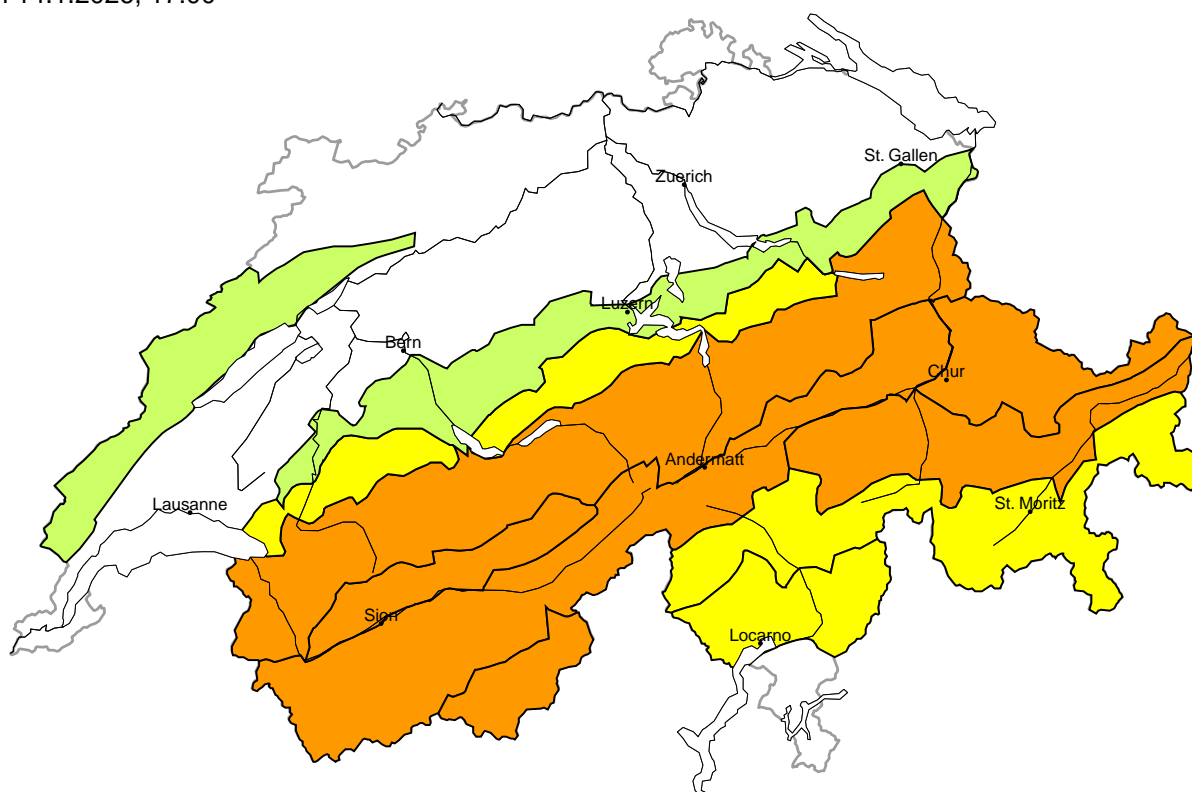 St. Gallen
Zuerich
Luzern
Bern
Chur
Andermatt
Lausanne
St. Moritz
Sion
Locarno